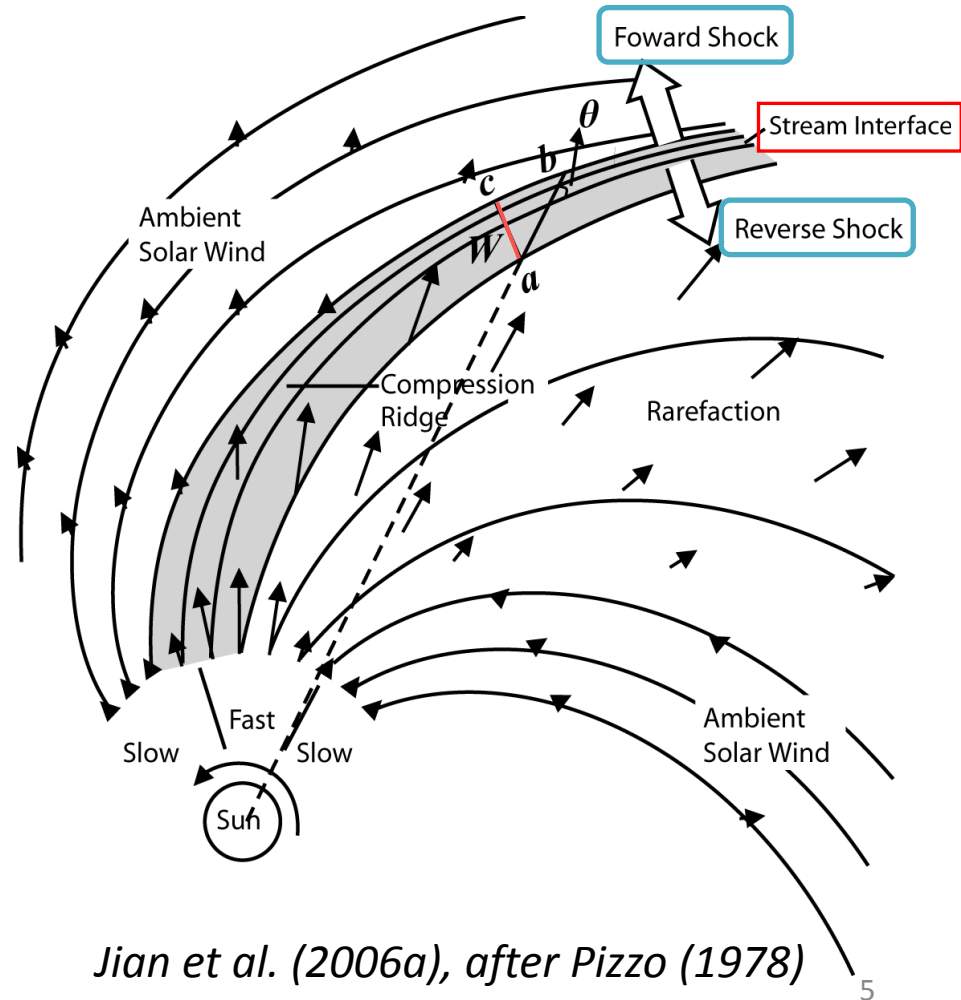 Foward Shock
θ
Stream Interface
b
c
Ambient
Solar Wind
W
Reverse Shock
a
Compression
Ridge
Rarefaction
Fast
Slow
Slow
Ambient
Solar Wind
Sun
Jian et al. (2006a), after Pizzo (1978)
5